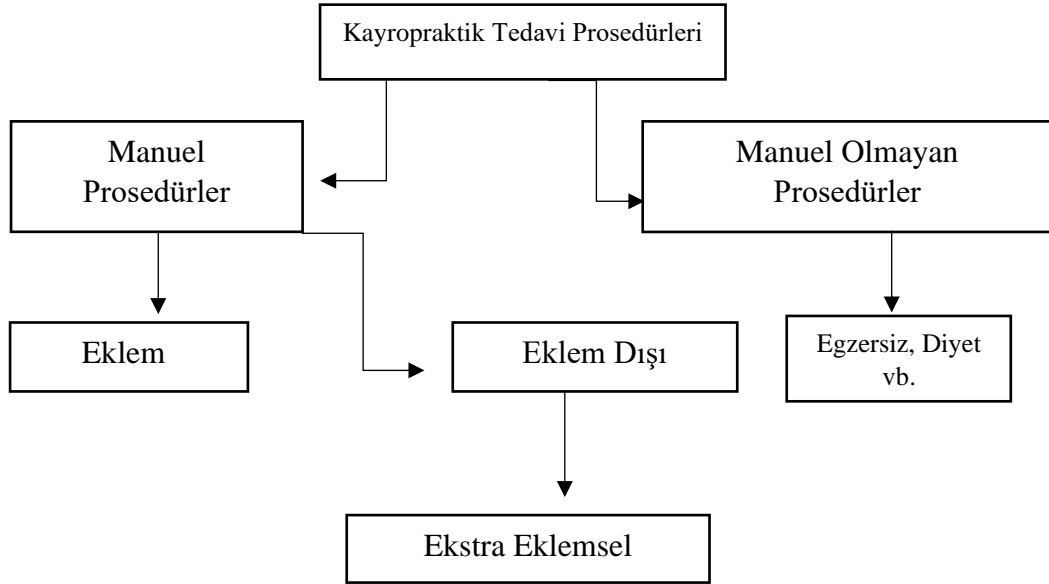 Kayropraktik Tedavi Prosedürleri
Manuel
Prosedürler
Manuel Olmayan
Prosedürler
Eklem
Eklem Dışı
Egzersiz, Diyet
vb.
Ekstra Eklemsel